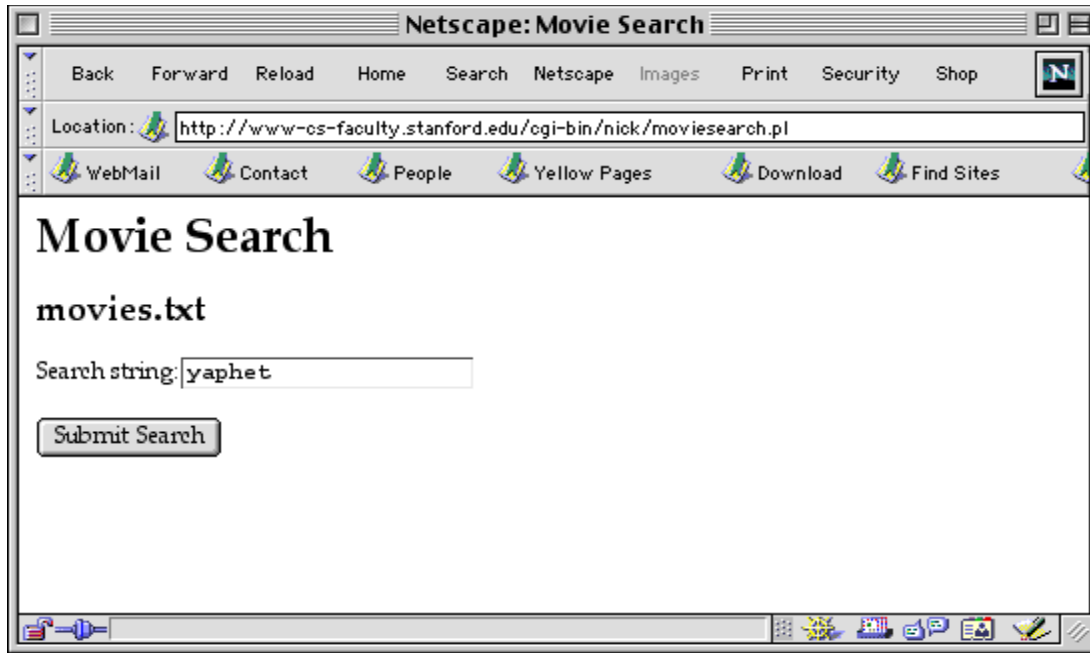 Netscape: Movie Search
Back Forward Reload Home Search Netscape Images Print Security Shop N
Location: http://www-cs-faculty.stanford.edu/cgi-bin/nick/moviesearch.pl
WebMail Contact People Yellow Pages Download Find Sites
Movie Search
movies.txt
Search string: yaphet
Submit Search